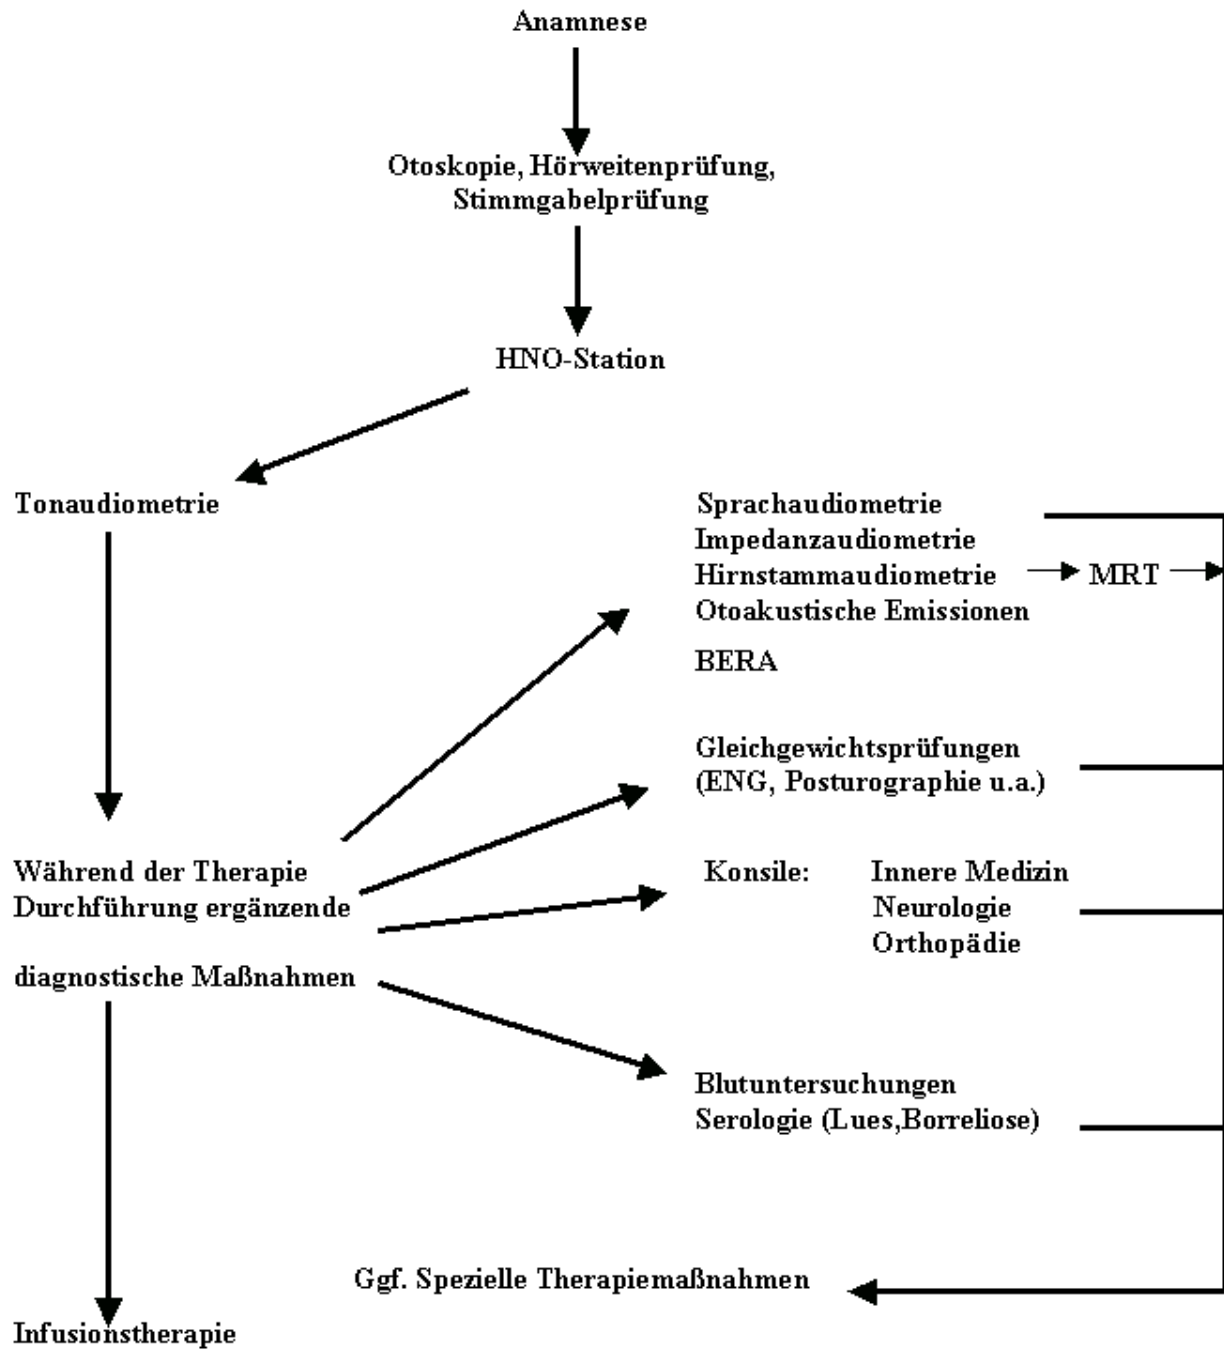 Anamnese
Otoskopie, Hörweitenprüfung,
Stimmgabelprüfung
HNO-Station
Tonaudiometrie
Sprachaudiometrie
Impedanzaudiometrie
Hirnstammaudiometrie
MRT
Otoakustische Emissionen
BERA
Gleichgewichtsprüfungen
(ENG, Posturographie u.a.)
Während der Therapie
Durchführung ergänzende
diagnostische Maßnahmen
Konsile: Innere Medizin
Neurologie
Orthopädie
Blutuntersuchungen
Serologie (Lues,Borreliose)
Ggf. Spezielle Therapiemaßnahmen
Infusionstherapie